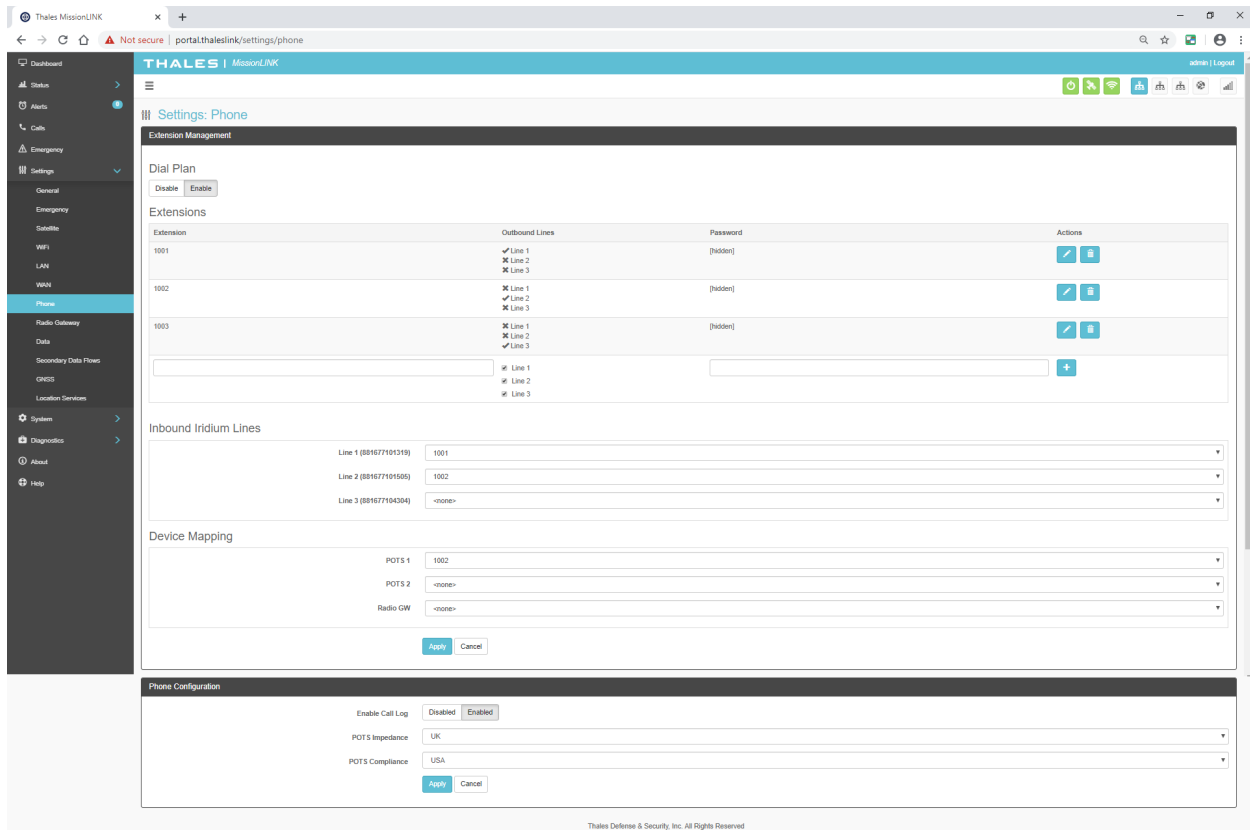 Thales MissionLINK
Not secure | portal.thaleslink/settings/phone
THALES | MissionLINK
admin | Logout
Dashboard
Status
Alerts
Calls
Emergency
Settings
General
Emergency
Satellite
WiFi
LAN
WAN
Phone
Radio Gateway
Data
Secondary Data Flows
GNSS
Location Services
System
Diagnostics
About
Help
Settings: Phone
Extension Management
Dial Plan
Disable Enable
Extensions
Extension Outbound Lines Password Actions
1001 Line 1 [hidden]
Line 2
Line 3
1002 Line 1 [hidden]
Line 2
Line 3
1003 Line 1 [hidden]
Line 2
Line 3
Line 1
Line 2
Line 3
Inbound Iridium Lines
Line 1 (881677101319) 1001
Line 2 (881677101505) 1002
Line 3 (881677104304) <none>
Device Mapping
POTS 1 1002
POTS 2 <none>
Radio GW <none>
Apply Cancel
Phone Configuration
Enable Call Log Disabled Enabled
POTS Impedance UK
POTS Compliance USA
Apply Cancel
Thales Defense & Security, Inc. All Rights Reserved